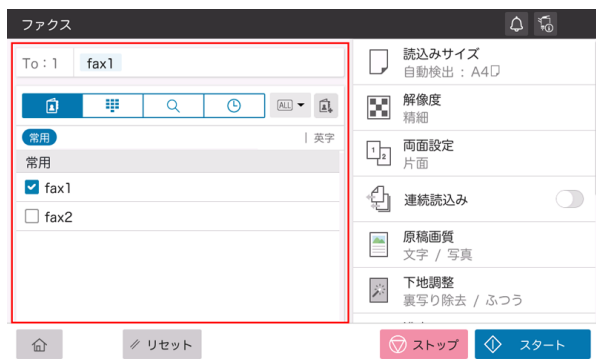 ファクス
To：1 fax1
ALL
常用 | 英字
常用
fax1
fax2
読込みサイズ
自動検出 : A4
解像度
精細
1 2 両面設定
片面
連続読込み
原稿画質
文字 / 写真
下地調整
裏写り除去 / ふつう
リセット
ストップ
スタート